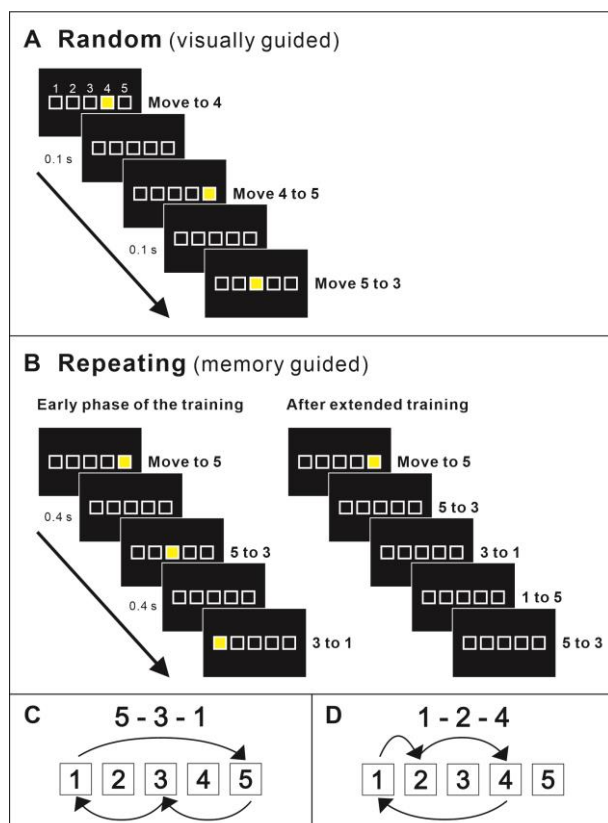 A Random (visually guided)
1 2 3 4 5
Move to 4
0.1 s
Move 4 to 5
0.1 s
Move 5 to 3
B Repeating (memory guided)
Early phase of the training
Move to 5
0.4 s
5 to 3
0.4 s
3 to 1
After extended training
Move to 5
5 to 3
3 to 1
1 to 5
5 to 3
C
5 - 3 - 1
1 2 3 4 5
D
1 - 2 - 4
1 2 3 4 5